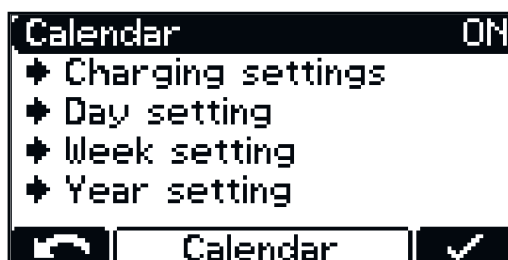 Calendar ON
Charging settings
Day setting
Week setting
Year setting
Calendar